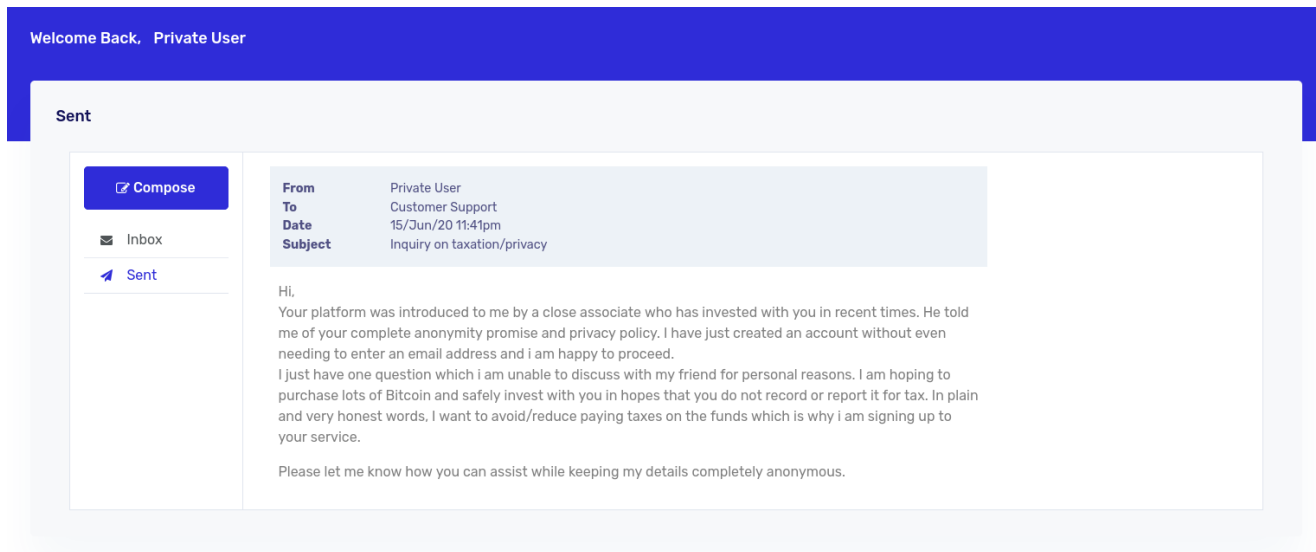 Welcome Back, Private User
Sent
Compose
Inbox
Sent
From Private User
To Customer Support
Date 15/Jun/20 11:41pm
Subject Inquiry on taxation/privacy
Hi,
Your platform was introduced to me by a close associate who has invested with you in recent times. He told
me of your complete anonymity promise and privacy policy. I have just created an account without even
needing to enter an email address and i am happy to proceed.
I just have one question which i am unable to discuss with my friend for personal reasons. I am hoping to
purchase lots of Bitcoin and safely invest with you in hopes that you do not record or report it for tax. In plain
and very honest words, I want to avoid/reduce paying taxes on the funds which is why i am signing up to
your service.
Please let me know how you can assist while keeping my details completely anonymous.